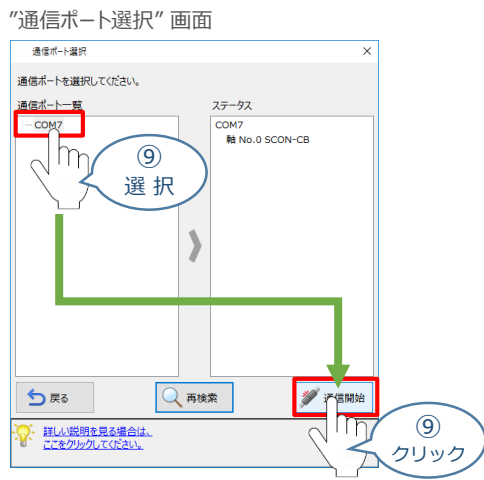 ”通信ポート選択” 画面
通信ポート選択
×
通信ポートを選択してください。
通信ポート一覧
ステータス
COM7
COM7
軸 No.0 SCON-CB
⑨
選 択
戻る
再検索
通信開始
詳しい説明を見る場合は、
ここをクリックしてください。
⑨
クリック